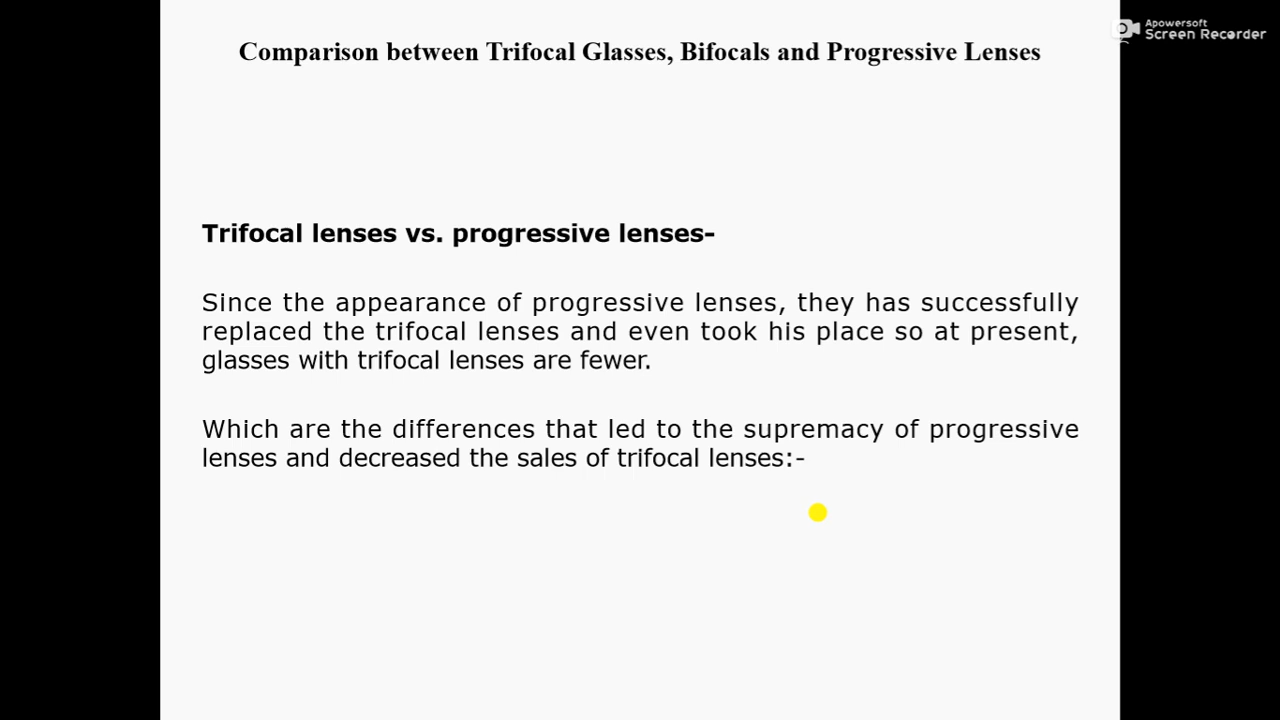 Apowersoft
Screen Recorder
Comparison between Trifocal Glasses, Bifocals and Progressive Lenses
Trifocal lenses vs. progressive lenses-
Since the appearance of progressive lenses, they has successfully
replaced the trifocal lenses and even took his place so at present,
glasses with trifocal lenses are fewer.
Which are the differences that led to the supremacy of progressive
lenses and decreased the sales of trifocal lenses:-